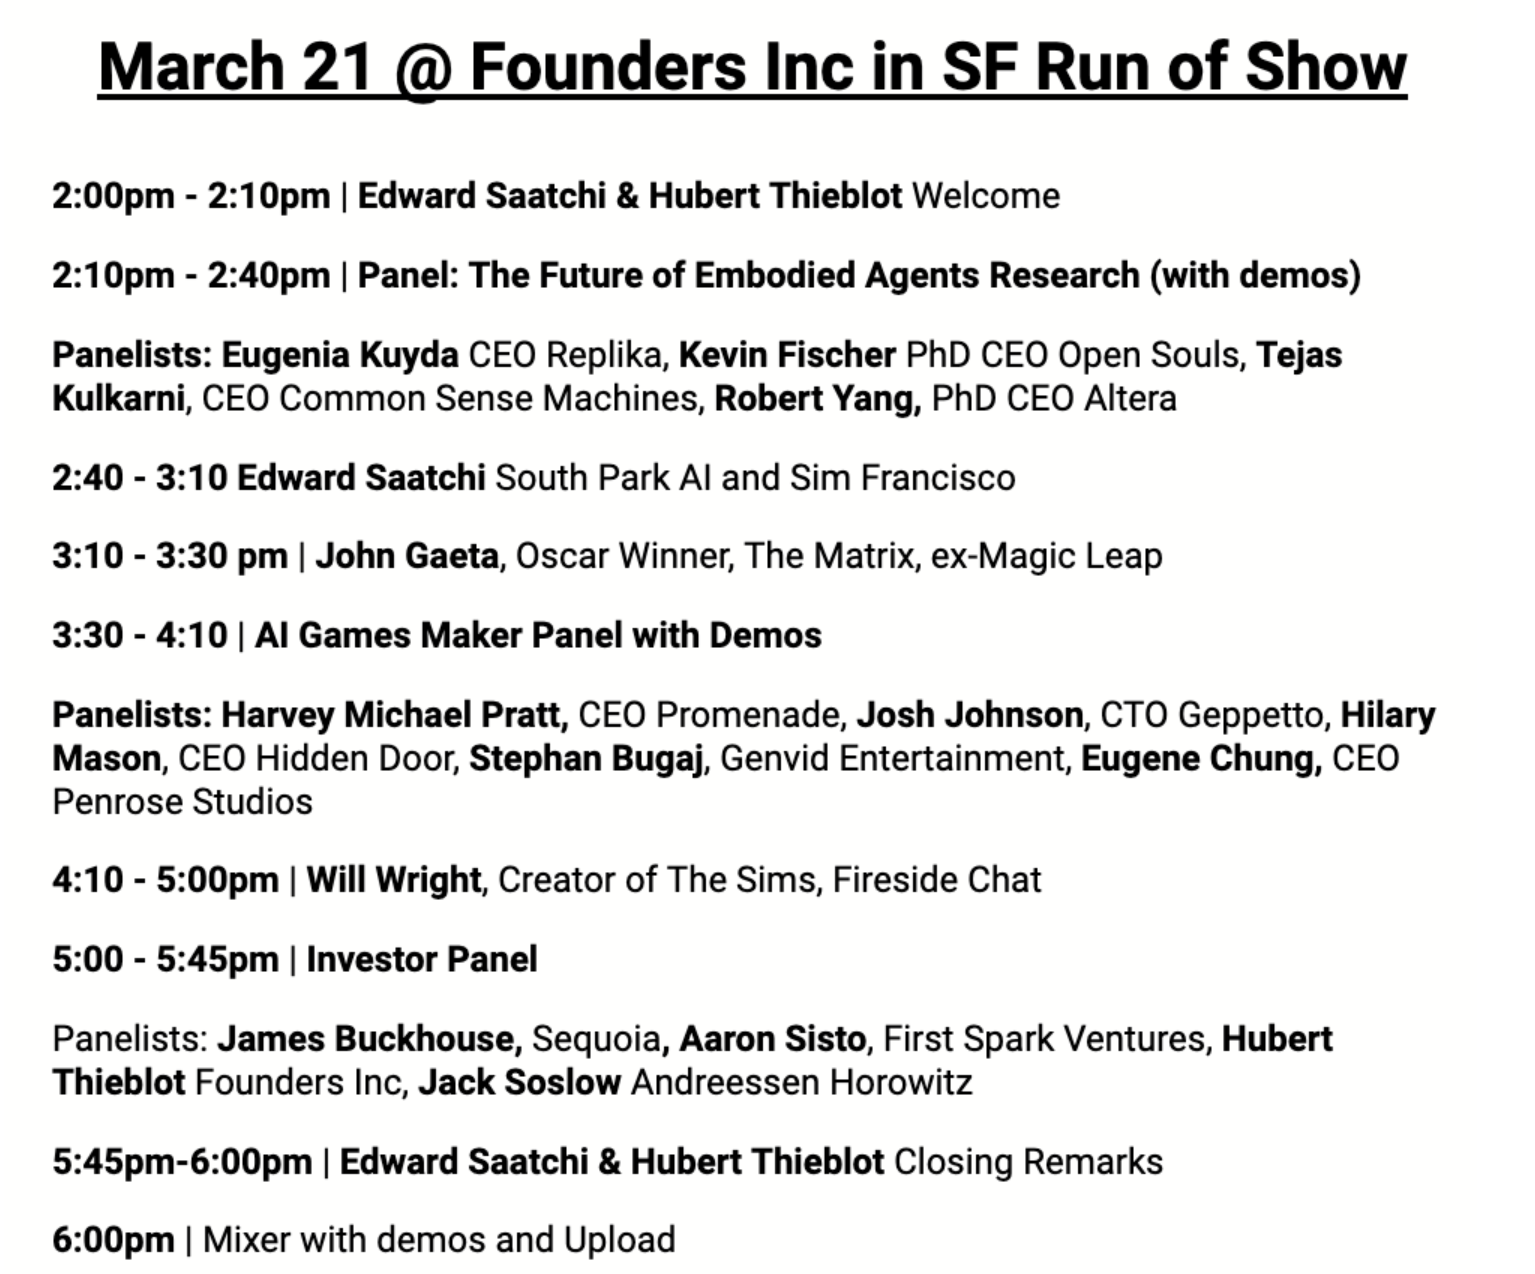 March 21 @ Founders Inc in SF Run of Show
2:00pm - 2:10pm | Edward Saatchi & Hubert Thieblot Welcome
2:10pm - 2:40pm | Panel: The Future of Embodied Agents Research (with demos)
Panelists: Eugenia Kuyda CEO Replika, Kevin Fischer PhD CEO Open Souls, Tejas
Kulkarni, CEO Common Sense Machines, Robert Yang, PhD CEO Altera
2:40 - 3:10 Edward Saatchi South Park AI and Sim Francisco
3:10 - 3:30 pm | John Gaeta, Oscar Winner, The Matrix, ex-Magic Leap
3:30 - 4:10 | AI Games Maker Panel with Demos
Panelists: Harvey Michael Pratt, CEO Promenade, Josh Johnson, CTO Geppetto, Hilary
Mason, CEO Hidden Door, Stephan Bugaj, Genvid Entertainment, Eugene Chung, CEO
Penrose Studios
4:10 - 5:00pm | Will Wright, Creator of The Sims, Fireside Chat
5:00 - 5:45pm | Investor Panel
Panelists: James Buckhouse, Sequoia, Aaron Sisto, First Spark Ventures, Hubert
Thieblot Founders Inc, Jack Soslow Andreessen Horowitz
5:45pm-6:00pm | Edward Saatchi & Hubert Thieblot Closing Remarks
6:00pm | Mixer with demos and Upload